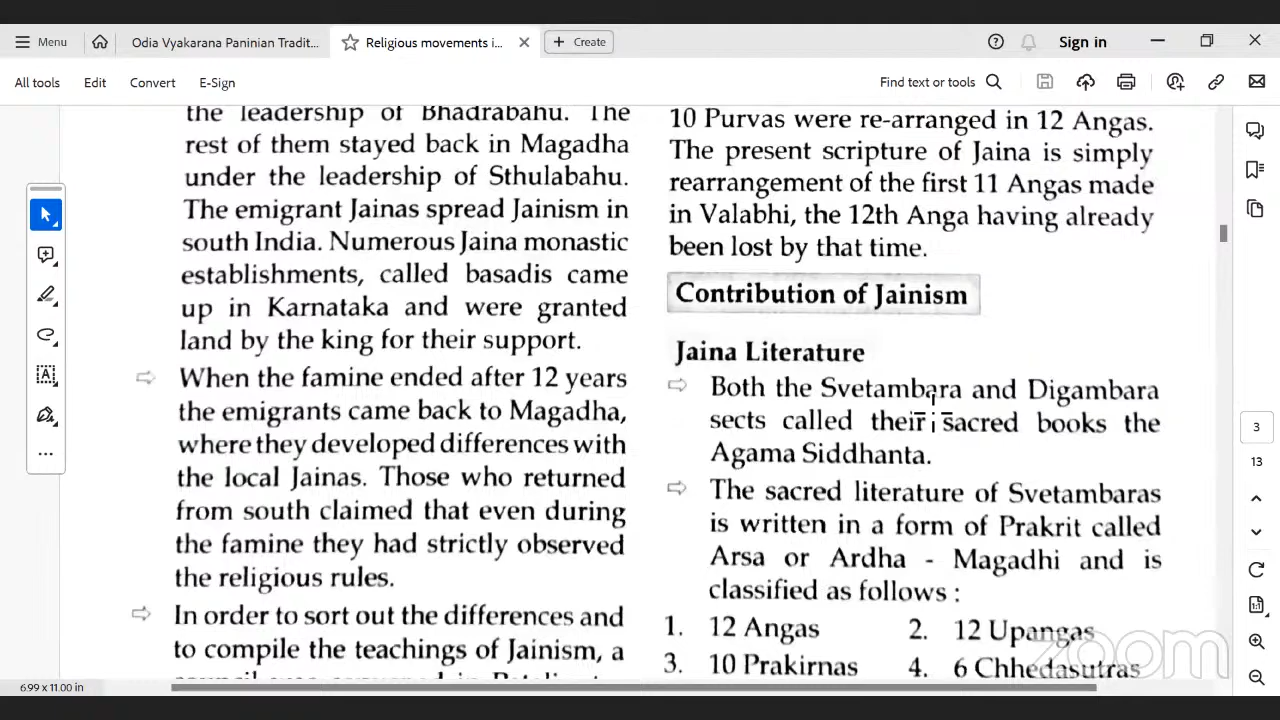 Menu
Odia Vyakarana Paninian Tradit...
Religious movements i...
Create
Sign in
All tools
Edit
Convert
E-Sign
Find text or tools
the leadership of Bhadrabahu. The
rest of them stayed back in Magadha
under the leadership of Sthulabahu.
The emigrant Jainas spread Jainism in
south India. Numerous Jaina monastic
establishments, called basadis came
up in Karnataka and were granted
land by the king for their support.
When the famine ended after 12 years
the emigrants came back to Magadha,
where they developed differences with
the local Jainas. Those who returned
from south claimed that even during
the famine they had strictly observed
the religious rules.
In order to sort out the differences and
to compile the teachings of Jainism, a
10 Purvas were re-arranged in 12 Angas.
The present scripture of Jaina is simply
rearrangement of the first 11 Angas made
in Valabhi, the 12th Anga having already
been lost by that time.
Contribution of Jainism
Jaina Literature
Both the Svetambara and Digambara
sects called their sacred books the
Agama Siddhanta.
The sacred literature of Svetambaras
is written in a form of Prakrit called
Arsa or Ardha - Magadhi and is
classified as follows :
1. 12 Angas 2. 12 Upangas
3. 10 Prakirnas 4. 6 Chhedasutras
3
13
6.99 x 11.00 in
zoom